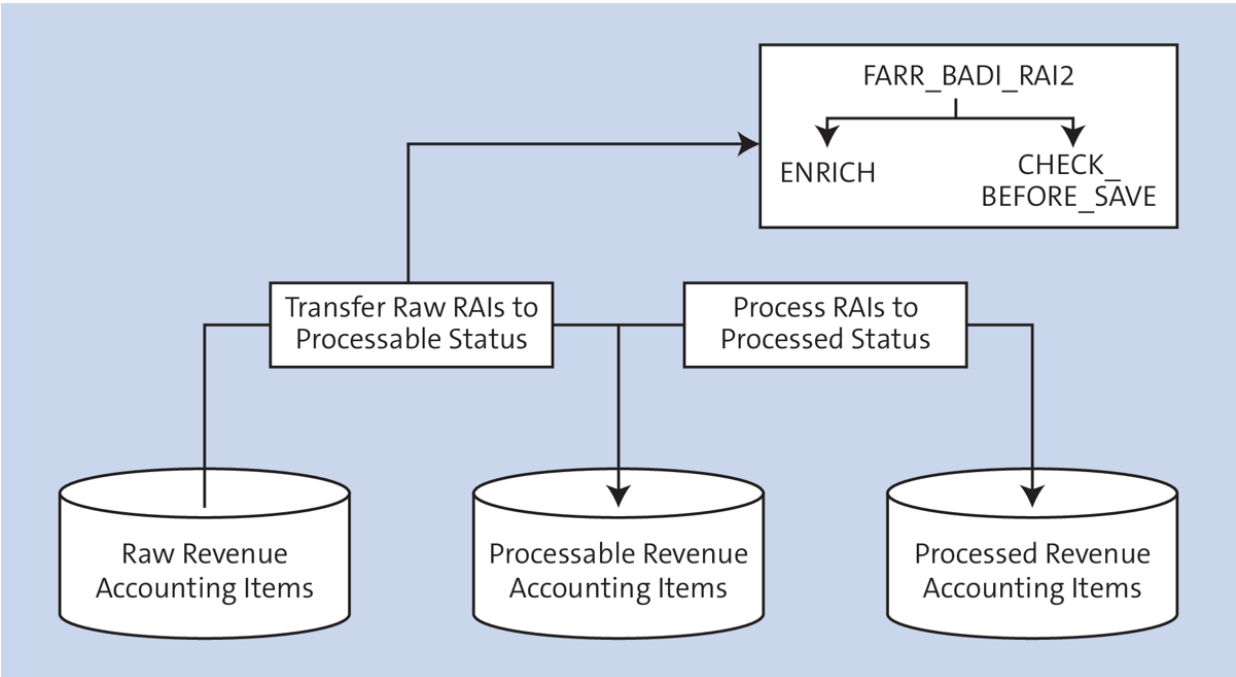 FARR_BADI_RAI2
ENRICH
CHECK_
BEFORE_SAVE
Transfer Raw RAIs to
Processable Status
Process RAIs to
Processed Status
Raw Revenue
Accounting Items
Processable Revenue
Accounting Items
Processed Revenue
Accounting Items